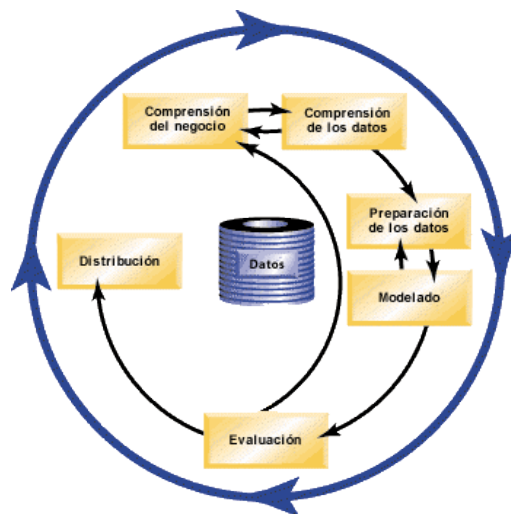 Comprensión
del negocio
Comprensión
de los datos
Preparación
de los datos
Distribución
Datos
Modelado
Evaluación